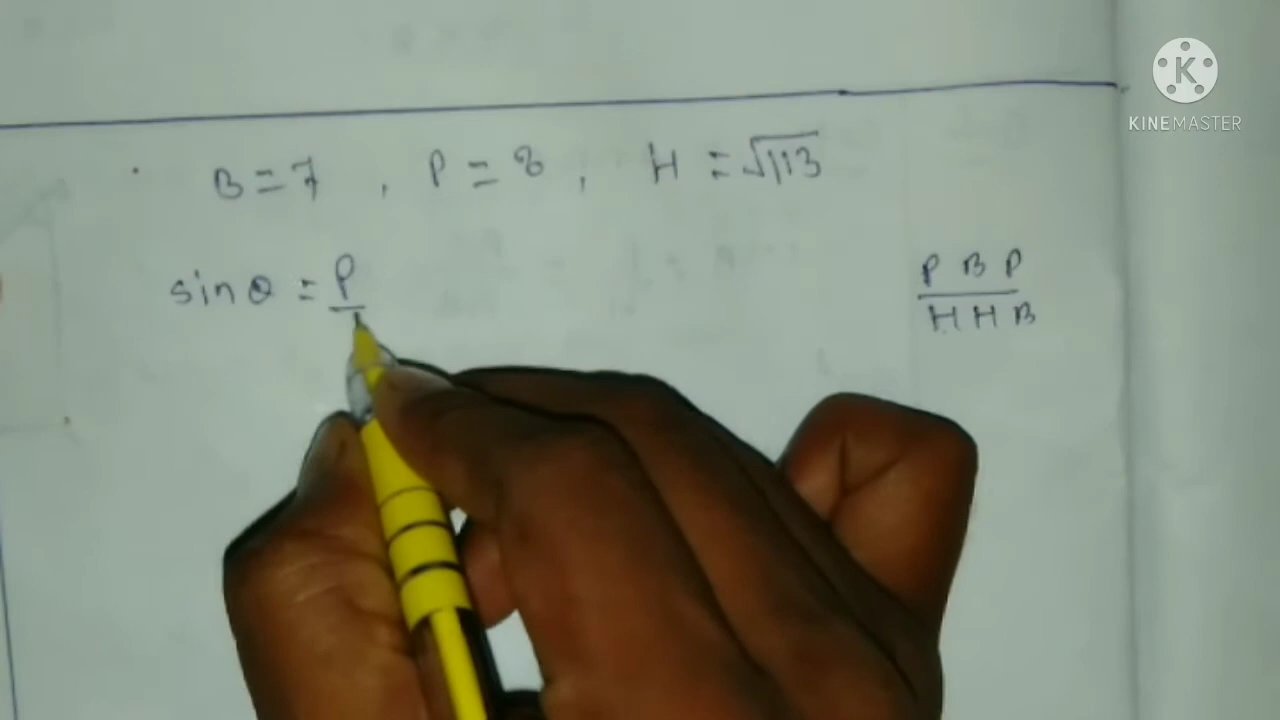 K
KINEMASTER
B = 7 , P = 8 , H = √113
sin θ = P
P B P
H H B